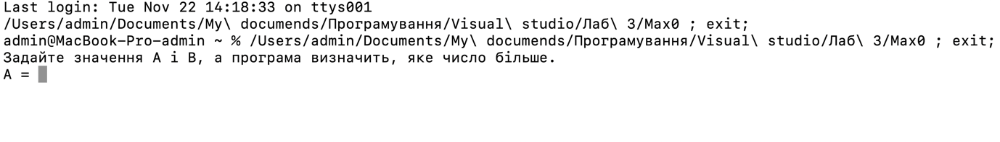 Last login: Tue Nov 22 14:18:33 on ttys001
/Users/admin/Documents/My\ documends/Програмування/Visual\ studio/Лаб\ 3/Max0 ; exit;
admin@MacBook-Pro-admin ~ % /Users/admin/Documents/My\ documends/Програмування/Visual\ studio/Лаб\ 3/Max0 ; exit;
Задайте значення А і В, а програма визначить, яке число більше.
A =